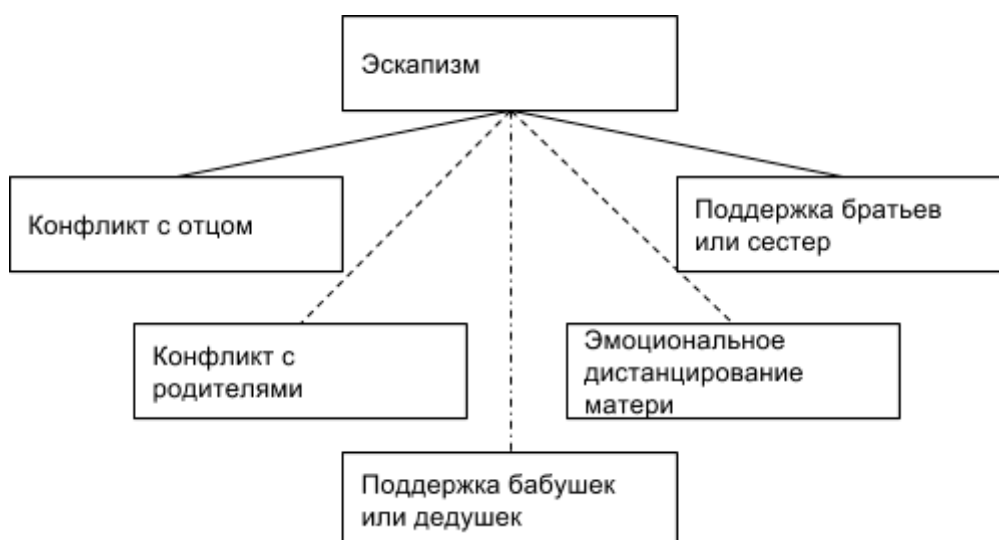 Эскапизм
Конфликт с отцом
Поддержка братьев
или сестер
Конфликт с
родителями
Эмоциональное
дистанцирование
матери
Поддержка бабушек
или дедушек